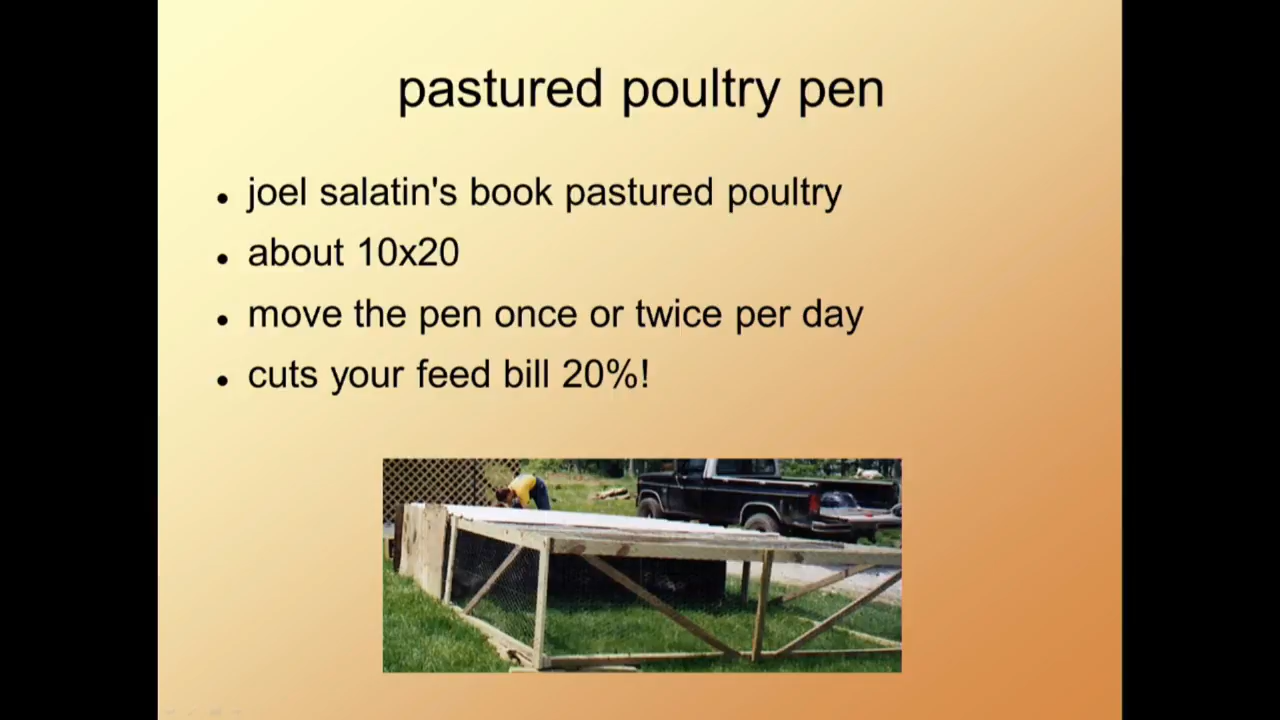 pastured poultry pen
joel salatin's book pastured poultry
about 10x20
move the pen once or twice per day
cuts your feed bill 20%!